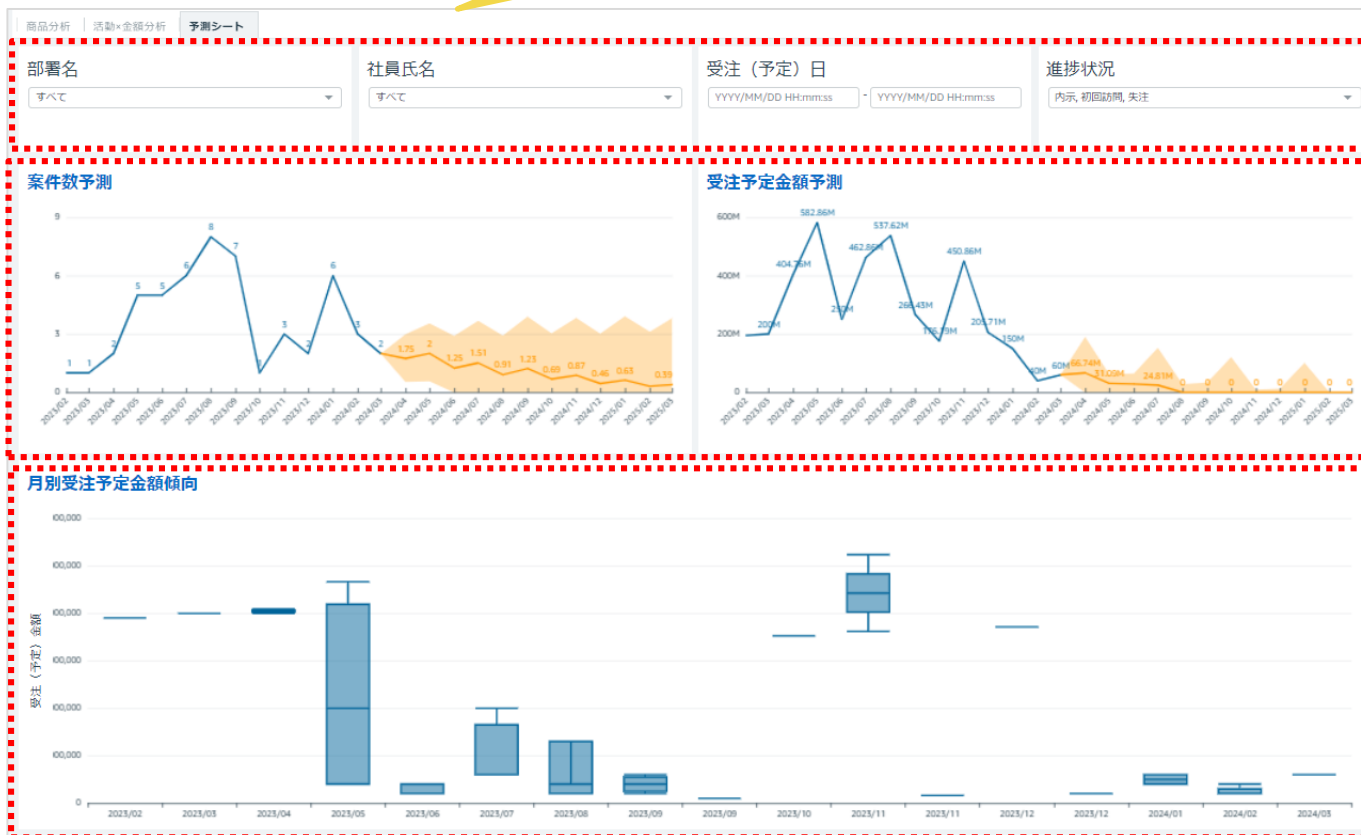 商品分析 活動×金額分析 予測シート
部署名 社員氏名 受注（予定）日 進捗状況
すべて すべて YYYY/MM/DD HH:mm:ss - YYYY/MM/DD HH:mm:ss 内示, 初回訪問, 失注
案件数予測
9
6
3
0
1 1 2 5 5 6 8 7 1 3 2 6 3 2 1.75 2 1.25 1.51 0.91 1.23 0.69 0.87 0.46 0.63 0.39
2023/02 2023/03 2023/04 2023/05 2023/06 2023/07 2023/08 2023/09 2023/10 2023/11 2023/12 2024/01 2024/02 2024/03 2024/04 2024/05 2024/06 2024/07 2024/08 2024/09 2024/10 2024/11 2024/12 2025/01 2025/02 2025/03
受注予定金額予測
600M
400M
200M
0
200M 404.76M 582.86M 250M 462.86M 537.62M 450.86M 150M 40M 60M 66.74M 24.81M 0 0 0 0 0 0 0 0
2023/02 2023/03 2023/04 2023/05 2023/06 2023/07 2023/08 2023/09 2023/10 2023/11 2023/12 2024/01 2024/02 2024/03 2024/04 2024/05 2024/06 2024/07 2024/08 2024/09 2024/10 2024/11 2024/12 2025/01 2025/02 2025/03
月別受注予定金額傾向
受注（予定）金額
00,000
00,000
00,000
00,000
00,000
00,000
0
2023/02 2023/03 2023/04 2023/05 2023/06 2023/07 2023/08 2023/09 2023/09 2023/10 2023/11 2023/11 2023/12 2023/12 2024/01 2024/02 2024/03